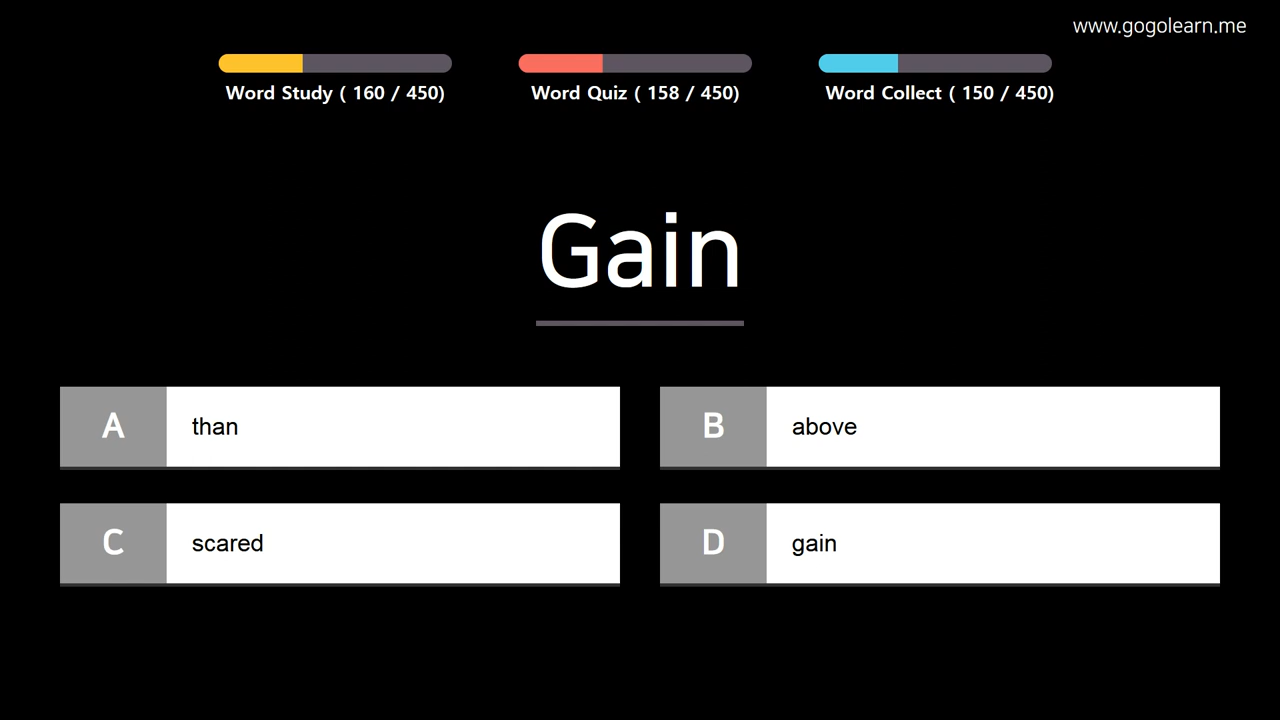 www.gogolearn.me
Word Study ( 160 / 450)
Word Quiz ( 158 / 450)
Word Collect ( 150 / 450)
Gain
A than
B above
C scared
D gain